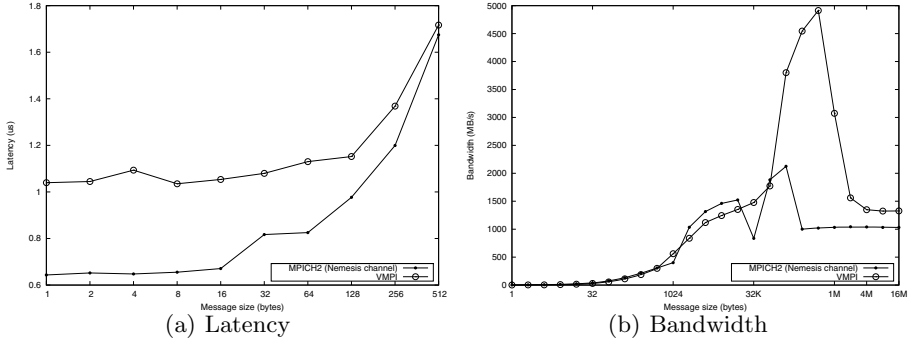 1.8
1.6
1.4
1.2
1
0.8
0.6
Latency (us)
1 2 4 8 16 32 64 128 256 512
Message size (bytes)
MPICH2 (Nemesis channel)
VMPI
(a) Latency
5000
4500
4000
3500
3000
2500
2000
1500
1000
500
0
Bandwidth (MB/s)
1 32 1024 32K 1M 4M 16M
Message size (bytes)
MPICH2 (Nemesis channel)
VMPI
(b) Bandwidth